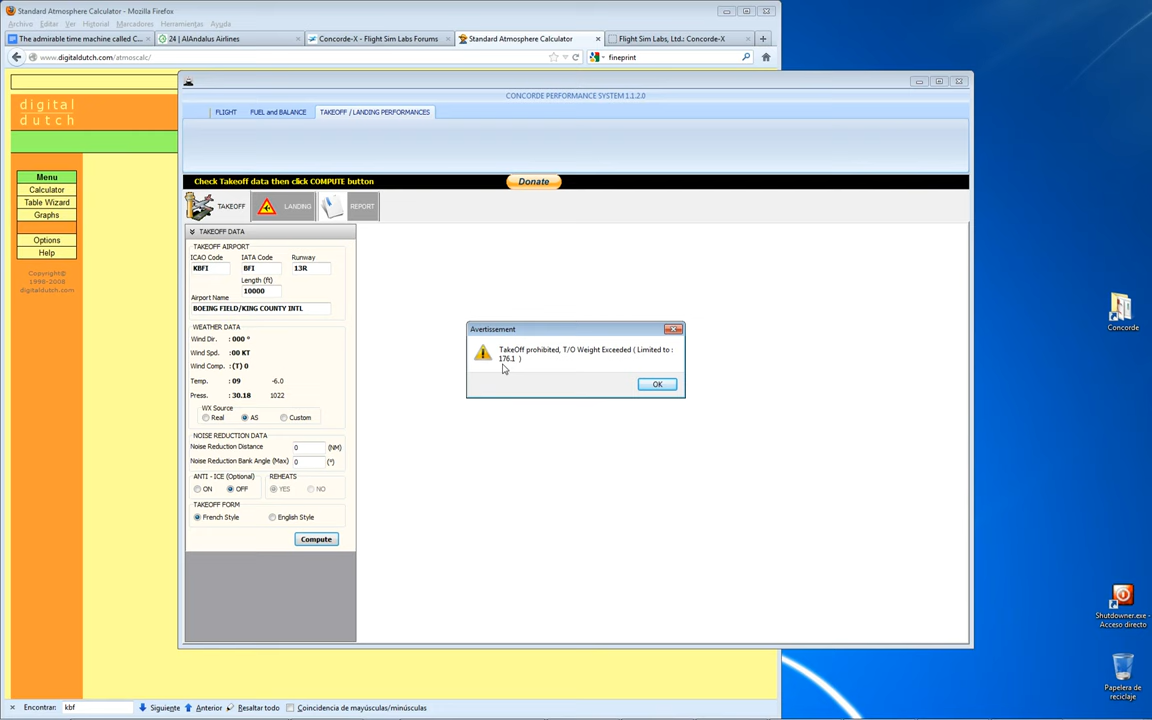 Standard Atmosphere Calculator - Mozilla Firefox
Archivo Editar Ver Historial Marcadores Herramientas Ayuda
The admirable time machine called C...
24 | AlAndalus Airlines
Concorde-X - Flight Sim Labs Forums
Standard Atmosphere Calculator
Flight Sim Labs, Ltd.: Concorde-X
www.digitaldutch.com/atmoscalc/
fineprint
digital
dutch
Menu
Calculator
Table Wizard
Graphs
Options
Help
Copyright©
1998-2008
digitaldutch.com
CONCORDE PERFORMANCE SYSTEM 1.1.2.0
FLIGHT FUEL and BALANCE TAKEOFF / LANDING PERFORMANCES
Check Takeoff data then click COMPUTE button
Donate
TAKEOFF LANDING REPORT
TAKEOFF DATA
TAKEOFF AIRPORT
ICAO Code IATA Code Runway
KBFI BFI 13R
Length (ft)
10000
Airport Name
BOEING FIELD/KING COUNTY INTL
WEATHER DATA
Wind Dir. : 000 °
Wind Spd. : 00 KT
Wind Comp. : (T) 0
Temp. : 09 -6.0
Press. : 30.18 1022
WX Source
Real AS Custom
NOISE REDUCTION DATA
Noise Reduction Distance 0 (NM)
Noise Reduction Bank Angle (Max) 0 (°)
ANTI - ICE (Optional) REHEATS
ON OFF YES NO
TAKEOFF FORM
French Style English Style
Compute
Avertissement
TakeOff prohibited, T/O Weight Exceeded ( Limited to :
176.1 )
OK
Concorde
Shutdowner.exe -
Acceso directo
Papelera de
reciclaje
Encontrar: kbf Siguiente Anterior Resaltar todo Coincidencia de mayúsculas/minúsculas